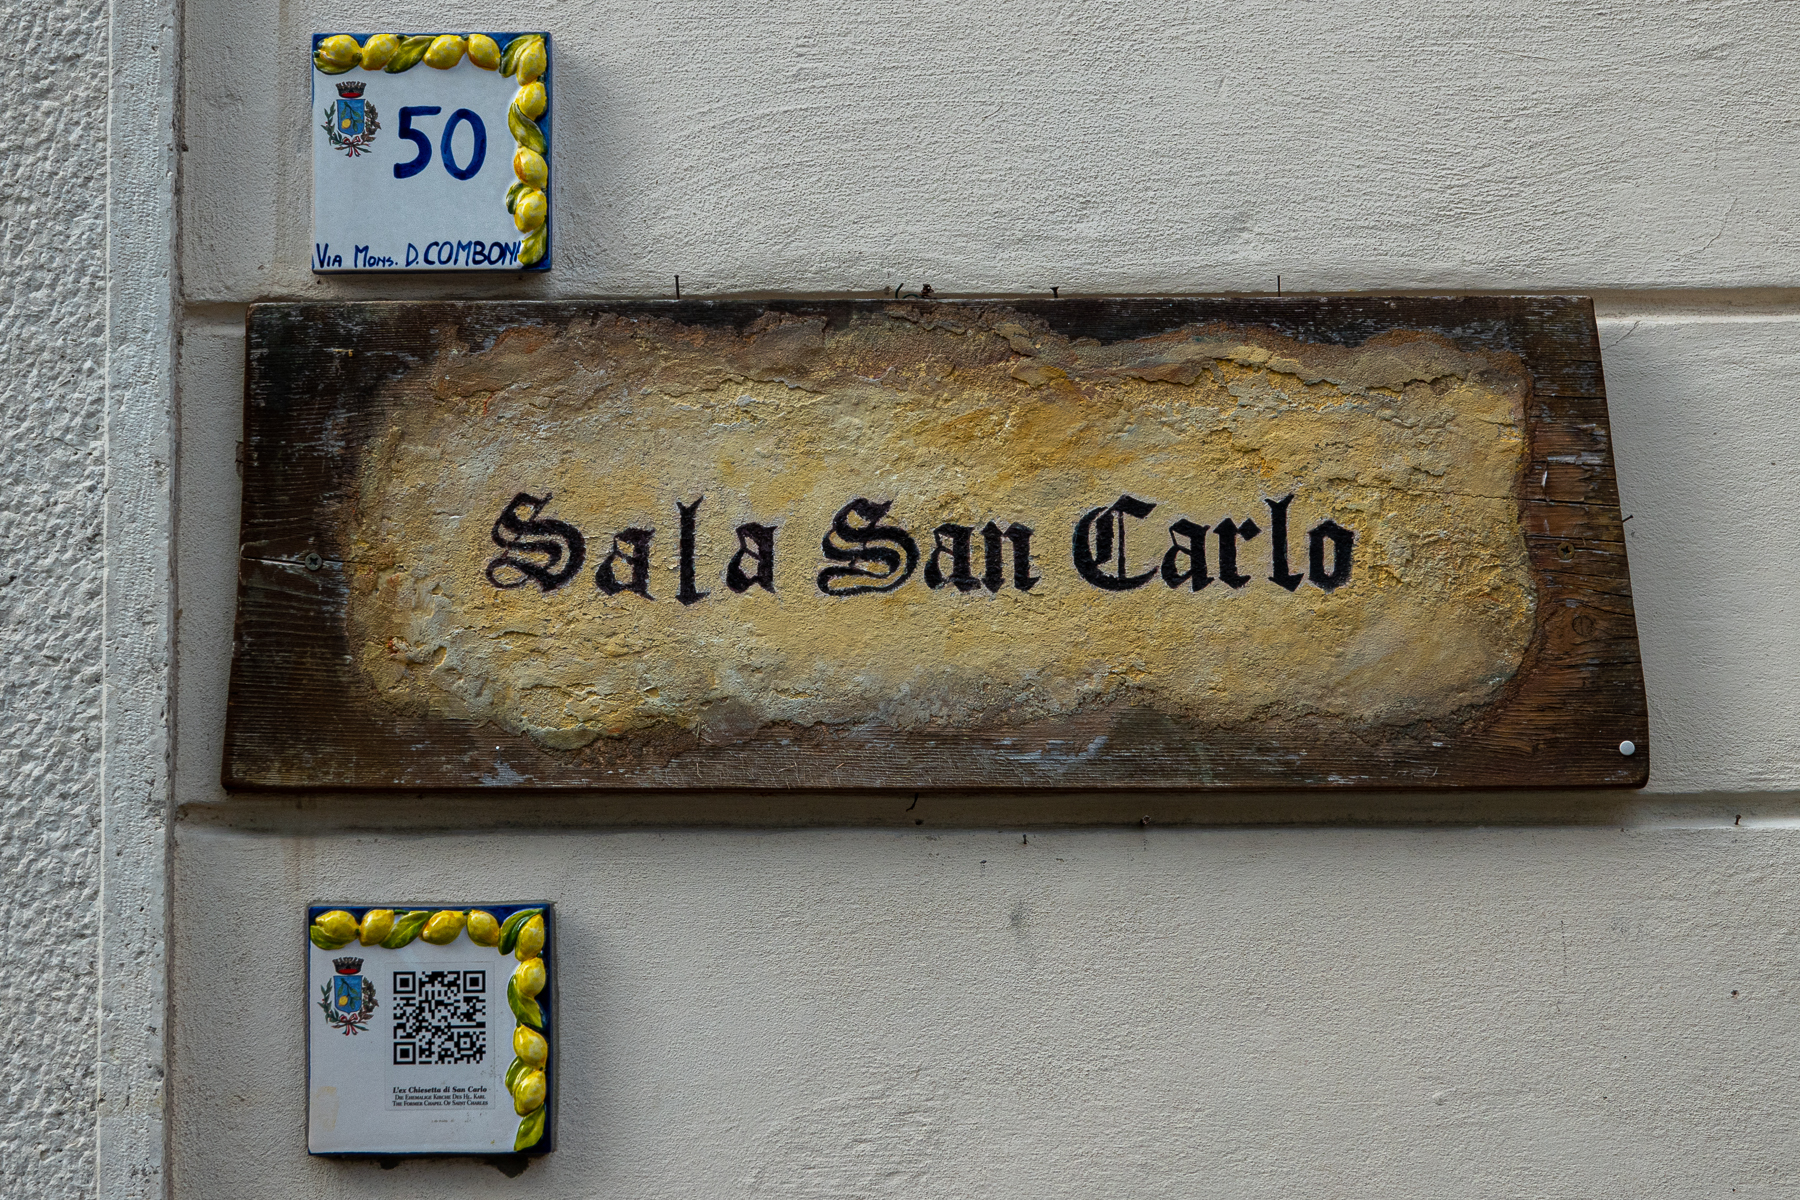 50
Via Mons. D. COMBONI
Sala San Carlo
L'ex Chiesetta di San Carlo
Die Ehemalige Kirche Des Hl. Karl
The Former Chapel Of Saint Charles